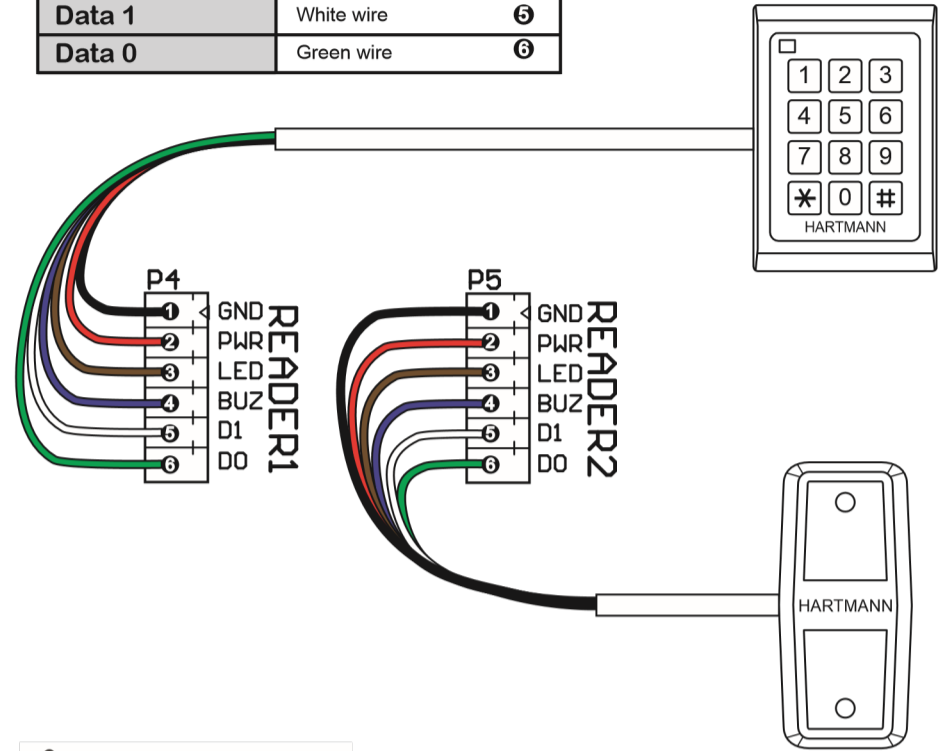 Data 1 White wire 5
Data 0 Green wire 6
1 2 3
4 5 6
7 8 9
* 0 #
HARTMANN
P4
1 GND
2 PWR
3 LED
4 BUZ
5 D1
6 D0
READER1
P5
1 GND
2 PWR
3 LED
4 BUZ
5 D1
6 D0
READER2
HARTMANN